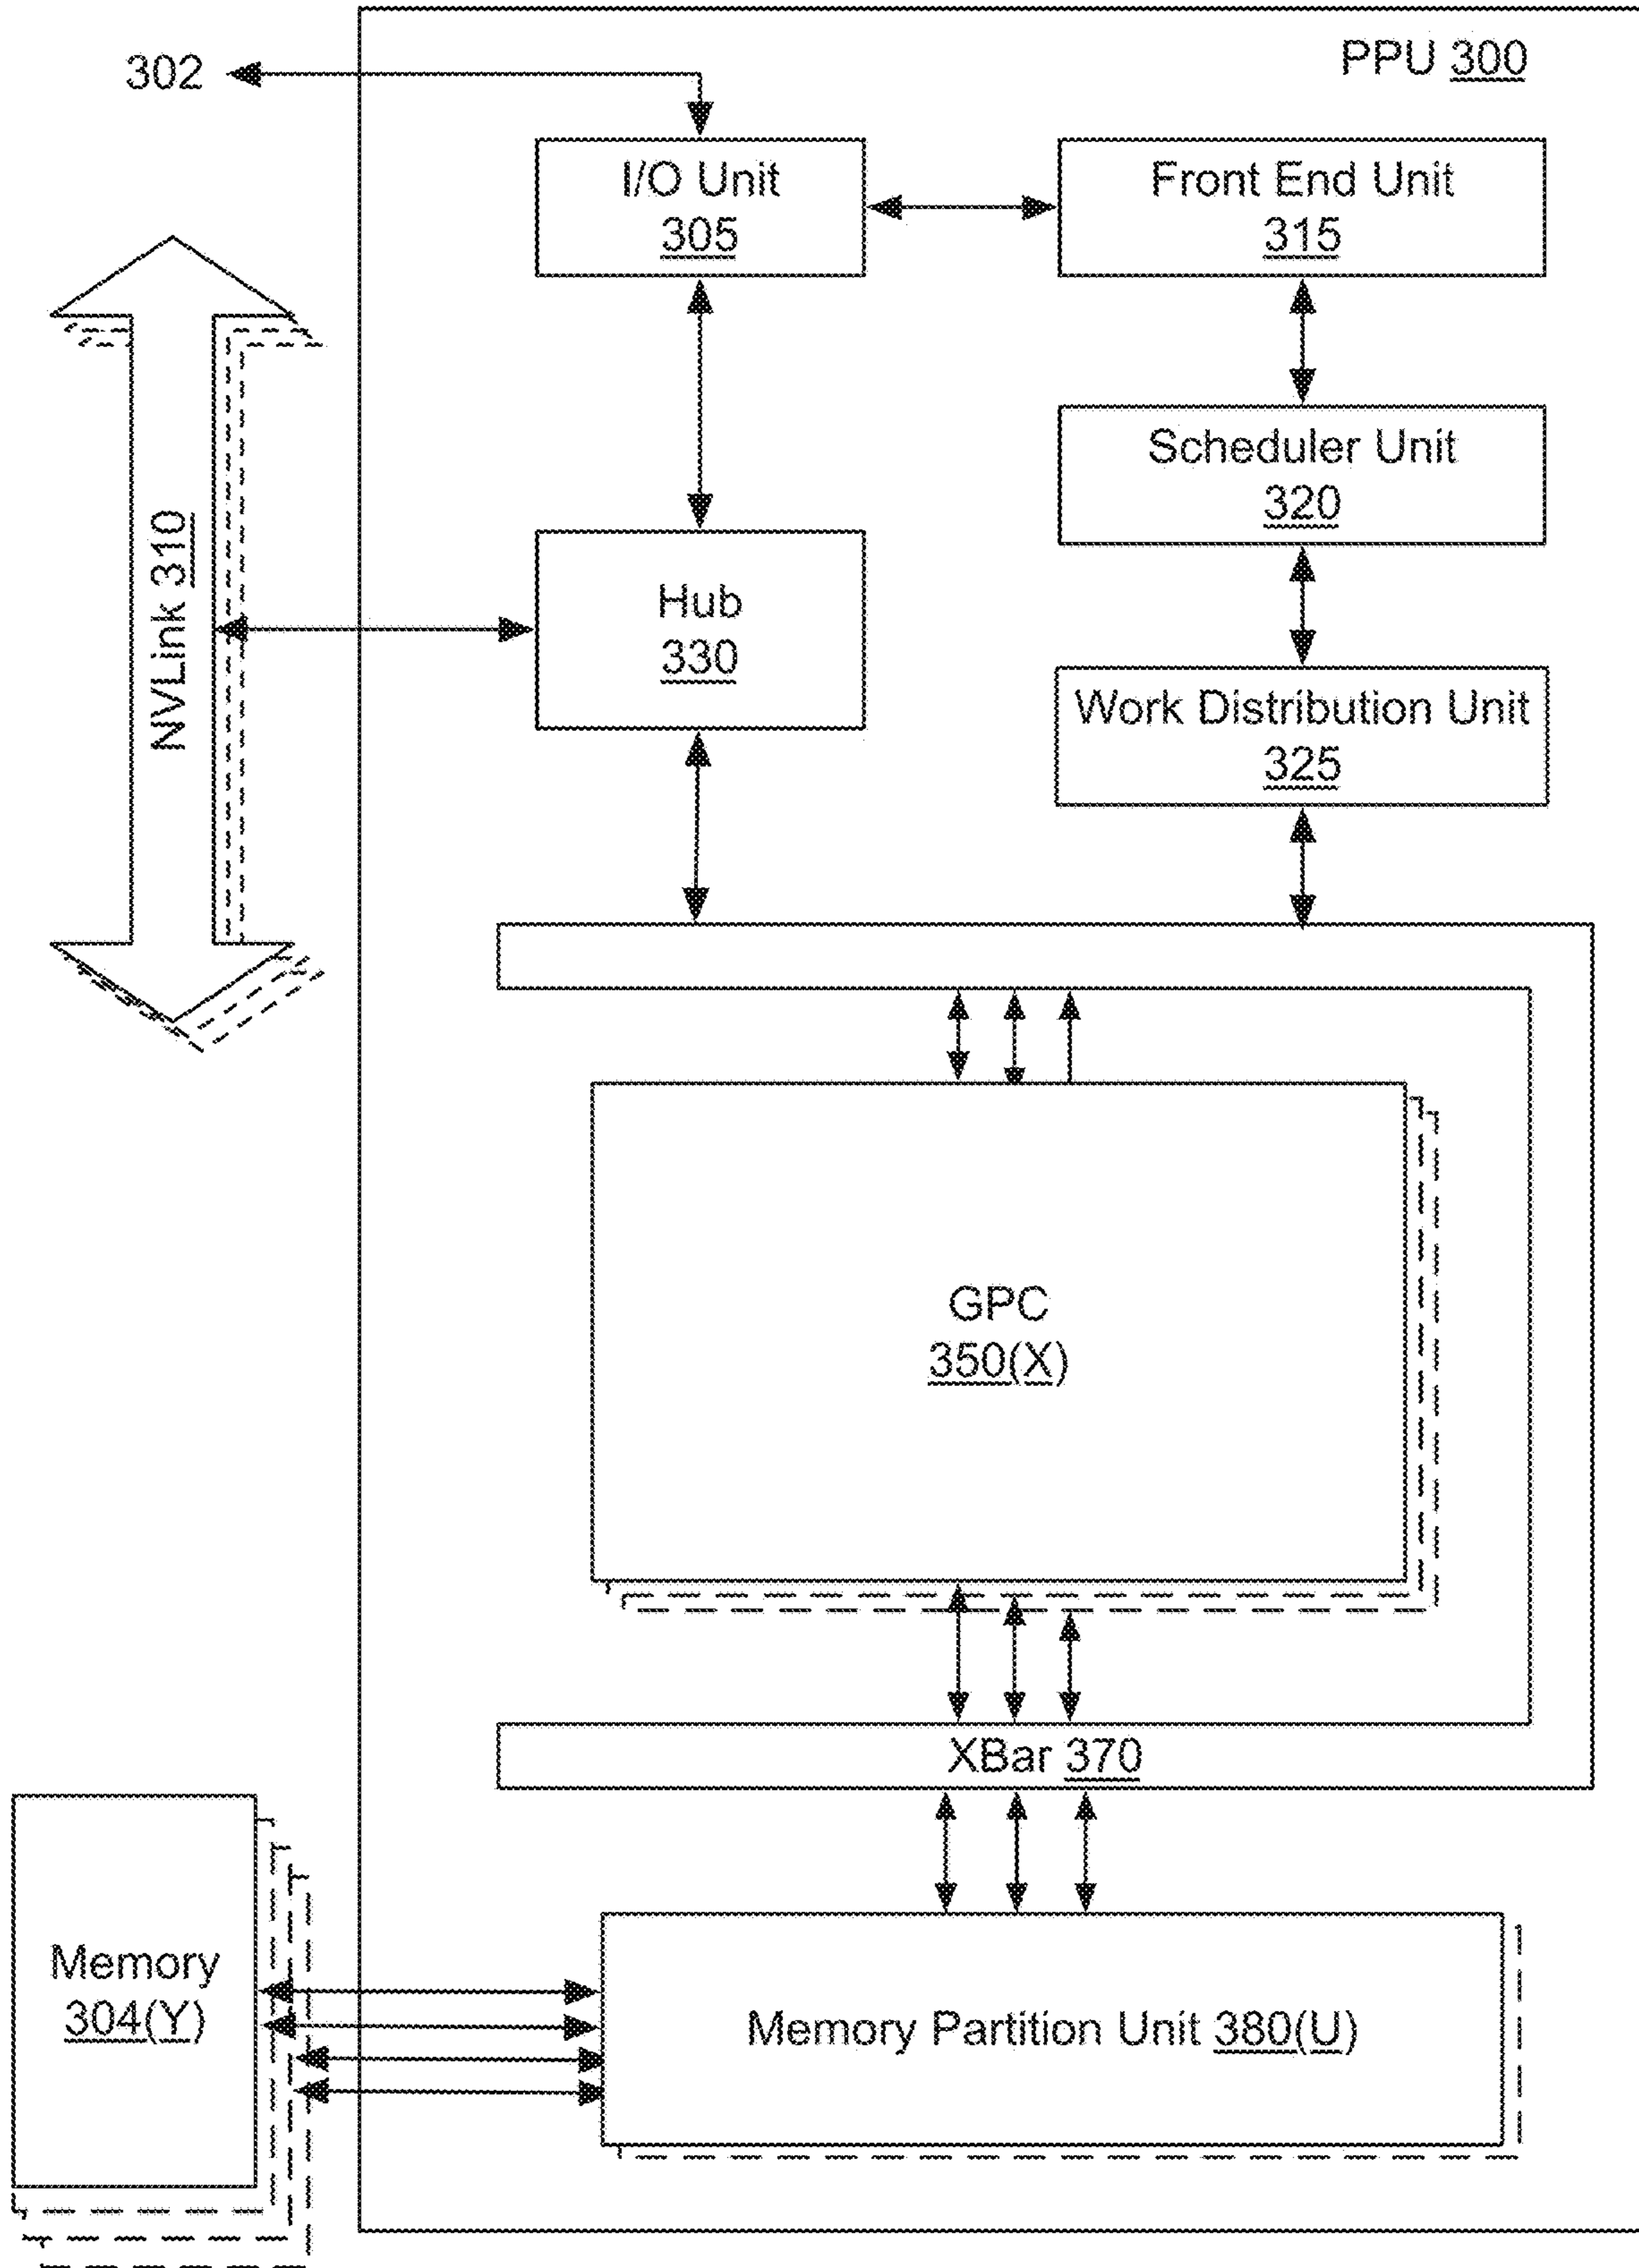 PPU 300
302
I/O Unit
305
Front End Unit
315
Scheduler Unit
320
NVLink 310
Hub
330
Work Distribution Unit
325
GPC
350(X)
XBar 370
Memory
304(Y)
Memory Partition Unit 380(U)